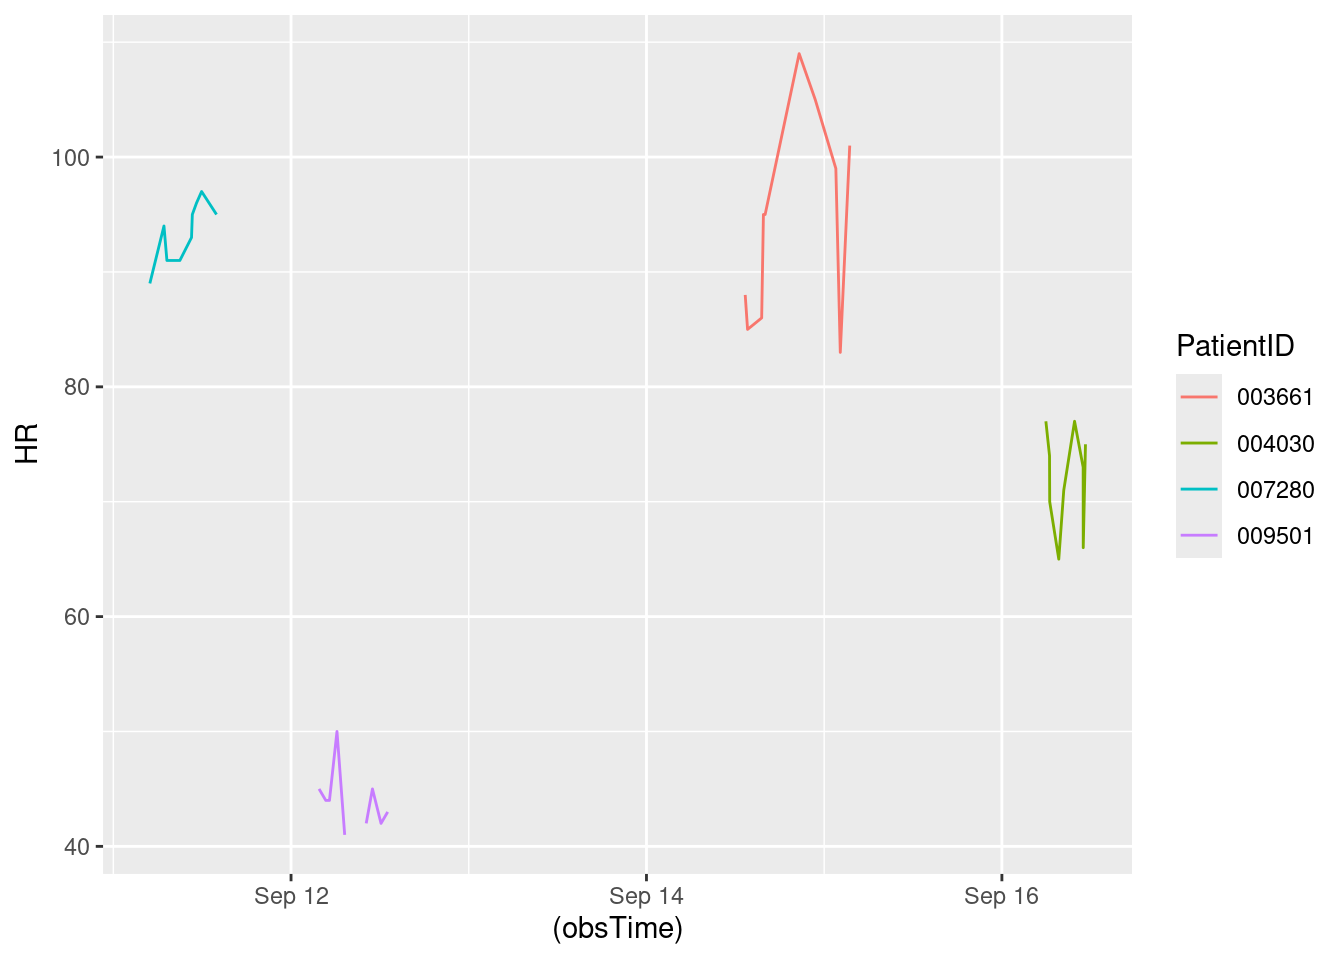 HR
100
80
60
40
Sep 12
Sep 14
Sep 16
(obsTime)
PatientID
003661
004030
007280
009501